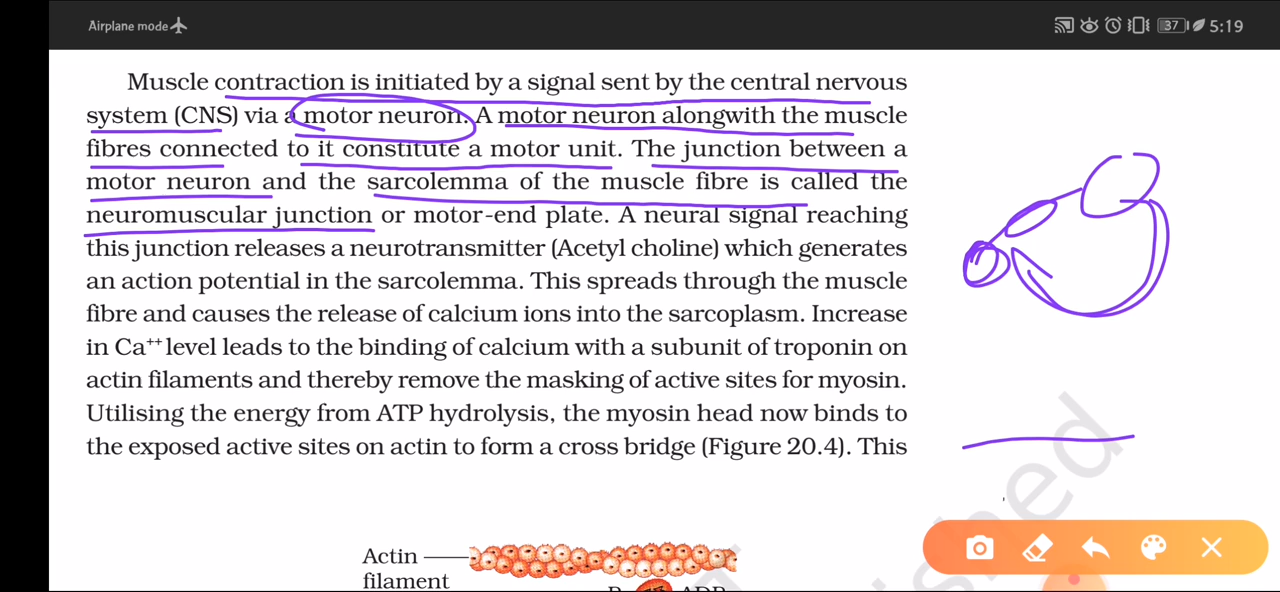 Airplane mode
37 5:19
Muscle contraction is initiated by a signal sent by the central nervous
system (CNS) via a motor neuron. A motor neuron alongwith the muscle
fibres connected to it constitute a motor unit. The junction between a
motor neuron and the sarcolemma of the muscle fibre is called the
neuromuscular junction or motor-end plate. A neural signal reaching
this junction releases a neurotransmitter (Acetyl choline) which generates
an action potential in the sarcolemma. This spreads through the muscle
fibre and causes the release of calcium ions into the sarcoplasm. Increase
in Ca⁺⁺ level leads to the binding of calcium with a subunit of troponin on
actin filaments and thereby remove the masking of active sites for myosin.
Utilising the energy from ATP hydrolysis, the myosin head now binds to
the exposed active sites on actin to form a cross bridge (Figure 20.4). This
Actin
filament